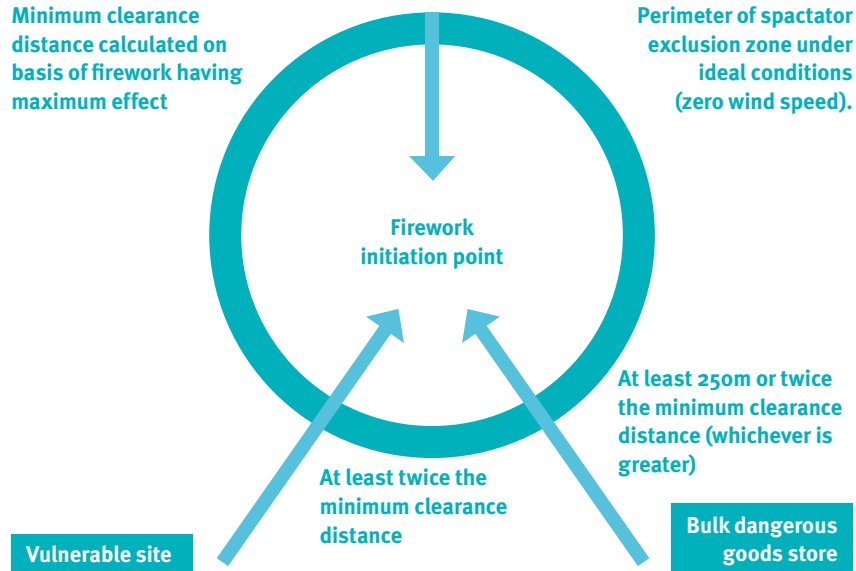 Minimum clearance
distance calculated on
basis of firework having
maximum effect
Perimeter of spactator
exclusion zone under
ideal conditions
(zero wind speed).
Firework
initiation point
At least 250m or twice
the minimum clearance
distance (whichever is
greater)
At least twice the
minimum clearance
distance
Vulnerable site
Bulk dangerous
goods store